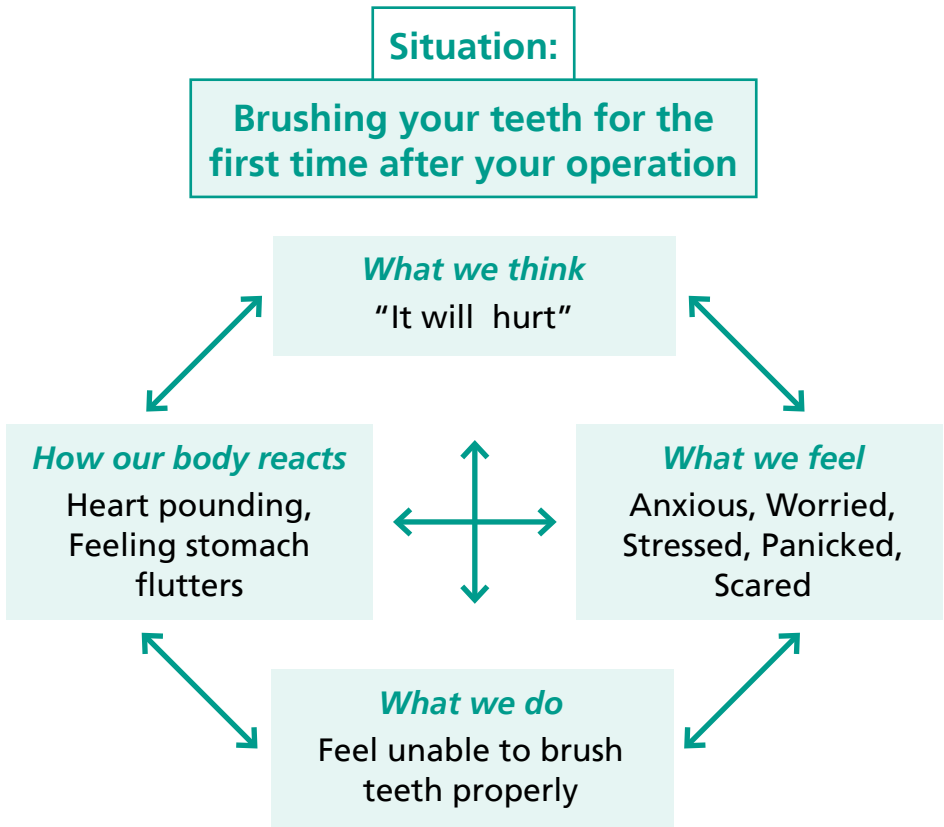 Situation:
Brushing your teeth for the
first time after your operation
What we think
“It will  hurt”
How our body reacts
Heart pounding,
Feeling stomach
flutters
What we feel
Anxious, Worried,
Stressed, Panicked,
Scared
What we do
Feel unable to brush
teeth properly